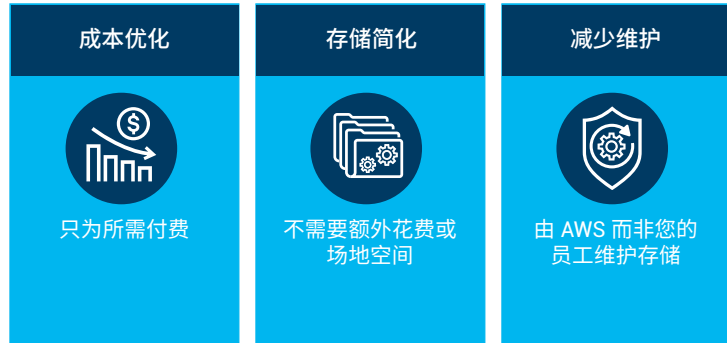 成本优化
$
只为所需付费
存储简化
不需要额外花费或
场地空间
减少维护
由 AWS 而非您的
员工维护存储